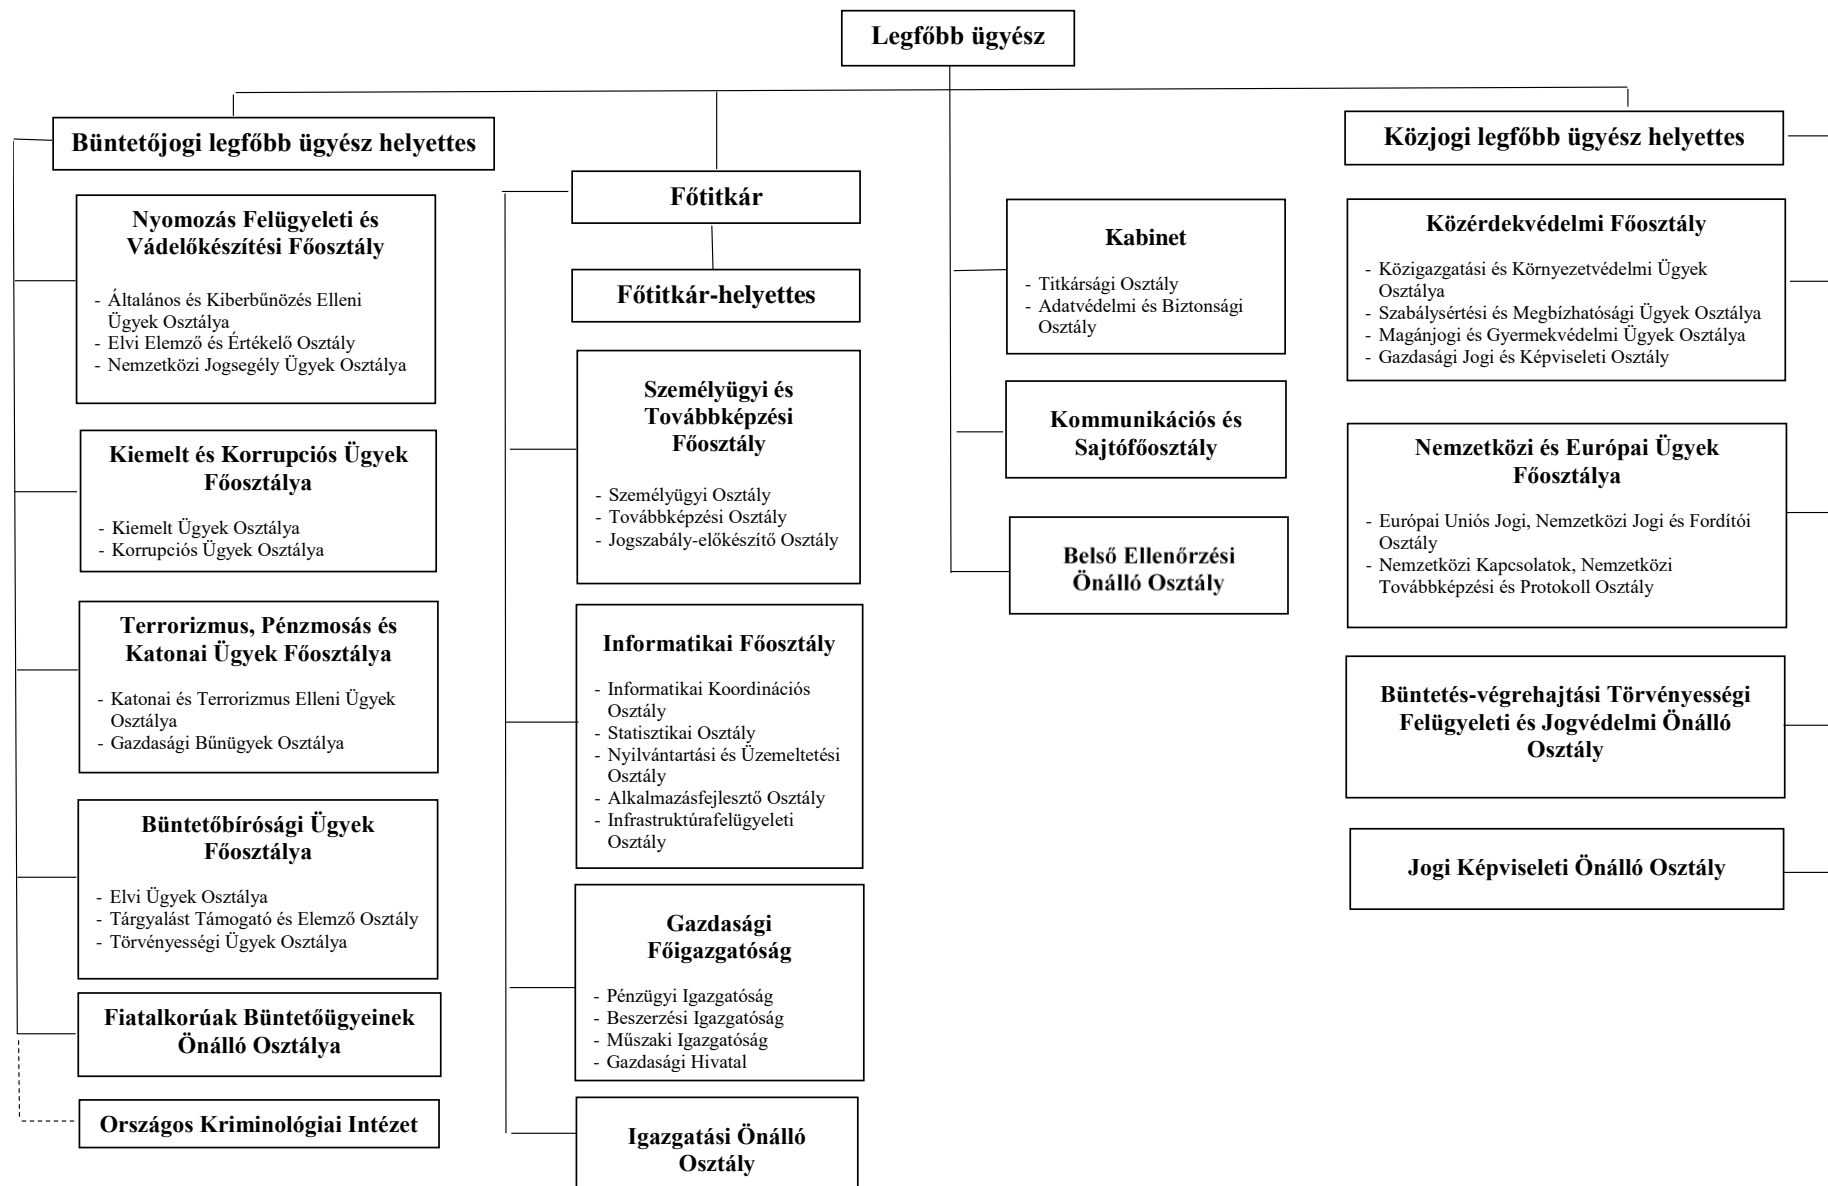 Legfőbb ügyész
Büntetőjogi legfőbb ügyész helyettes
Nyomozás Felügyeleti és
Vádelőkészítési Főosztály
- Általános és Kiberbűnözés Elleni
Ügyek Osztálya
- Elvi Elemző és Értékelő Osztály
- Nemzetközi Jogsegély Ügyek Osztálya
Kiemelt és Korrupciós Ügyek
Főosztálya
- Kiemelt Ügyek Osztálya
- Korrupciós Ügyek Osztálya
Terrorizmus, Pénzmosás és
Katonai Ügyek Főosztálya
- Katonai és Terrorizmus Elleni Ügyek
Osztálya
- Gazdasági Bűnügyek Osztálya
Büntetőbírósági Ügyek
Főosztálya
- Elvi Ügyek Osztálya
- Tárgyalást Támogató és Elemző Osztály
- Törvényességi Ügyek Osztálya
Fiatalkorúak Büntetőügyeinek
Önálló Osztálya
Országos Kriminológiai Intézet
Főtitkár
Főtitkár-helyettes
Személyügyi és
Továbbképzési
Főosztály
- Személyügyi Osztály
- Továbbképzési Osztály
- Jogszabály-előkészítő Osztály
Informatikai Főosztály
- Informatikai Koordinációs
Osztály
- Statisztikai Osztály
- Nyilvántartási és Üzemeltetési
Osztály
- Alkalmazásfejlesztő Osztály
- Infrastruktúrafelügyeleti
Osztály
Gazdasági
Főigazgatóság
- Pénzügyi Igazgatóság
- Beszerzési Igazgatóság
- Műszaki Igazgatóság
- Gazdasági Hivatal
Igazgatási Önálló
Osztály
Kabinet
- Titkársági Osztály
- Adatvédelmi és Biztonsági
Osztály
Kommunikációs és
Sajtófőosztály
Belső Ellenőrzési
Önálló Osztály
Közjogi legfőbb ügyész helyettes
Közérdekvédelmi Főosztály
- Közigazgatási és Környezetvédelmi Ügyek
Osztálya
- Szabálysértési és Megbízhatósági Ügyek Osztálya
- Magánjogi és Gyermekvédelmi Ügyek Osztálya
- Gazdasági Jogi és Képviseleti Osztály
Nemzetközi és Európai Ügyek
Főosztálya
- Európai Uniós Jogi, Nemzetközi Jogi és Fordítói
Osztály
- Nemzetközi Kapcsolatok, Nemzetközi
Továbbképzési és Protokoll Osztály
Büntetés-végrehajtási Törvényességi
Felügyeleti és Jogvédelmi Önálló
Osztály
Jogi Képviseleti Önálló Osztály